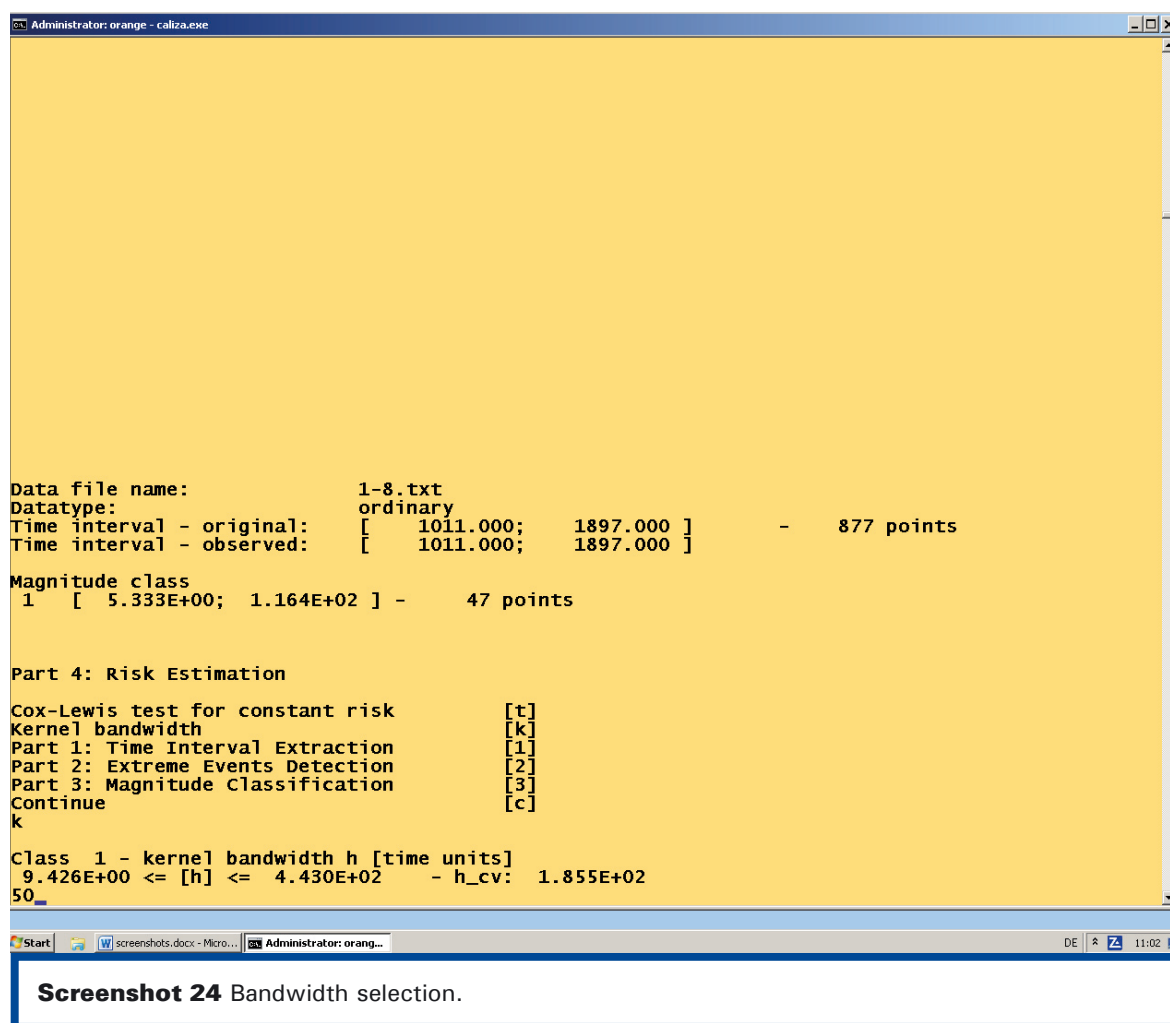 Administrator: orange - caliza.exe
Data file name: 1-8.txt
Datatype: ordinary
Time interval - original: [ 1011.000; 1897.000 ] - 877 points
Time interval - observed: [ 1011.000; 1897.000 ]
Magnitude class
1 [ 5.333E+00; 1.164E+02 ] - 47 points
Part 4: Risk Estimation
Cox-Lewis test for constant risk [t]
Kernel bandwidth [k]
Part 1: Time Interval Extraction [1]
Part 2: Extreme Events Detection [2]
Part 3: Magnitude Classification [3]
Continue [c]
k
Class 1 - kernel bandwidth h [time units]
9.426E+00 <= [h] <= 4.430E+02 - h_cv: 1.855E+02
50_
Start screenshots.docx - Micro... Administrator: orang... DE 11:02
Screenshot 24 Bandwidth selection.